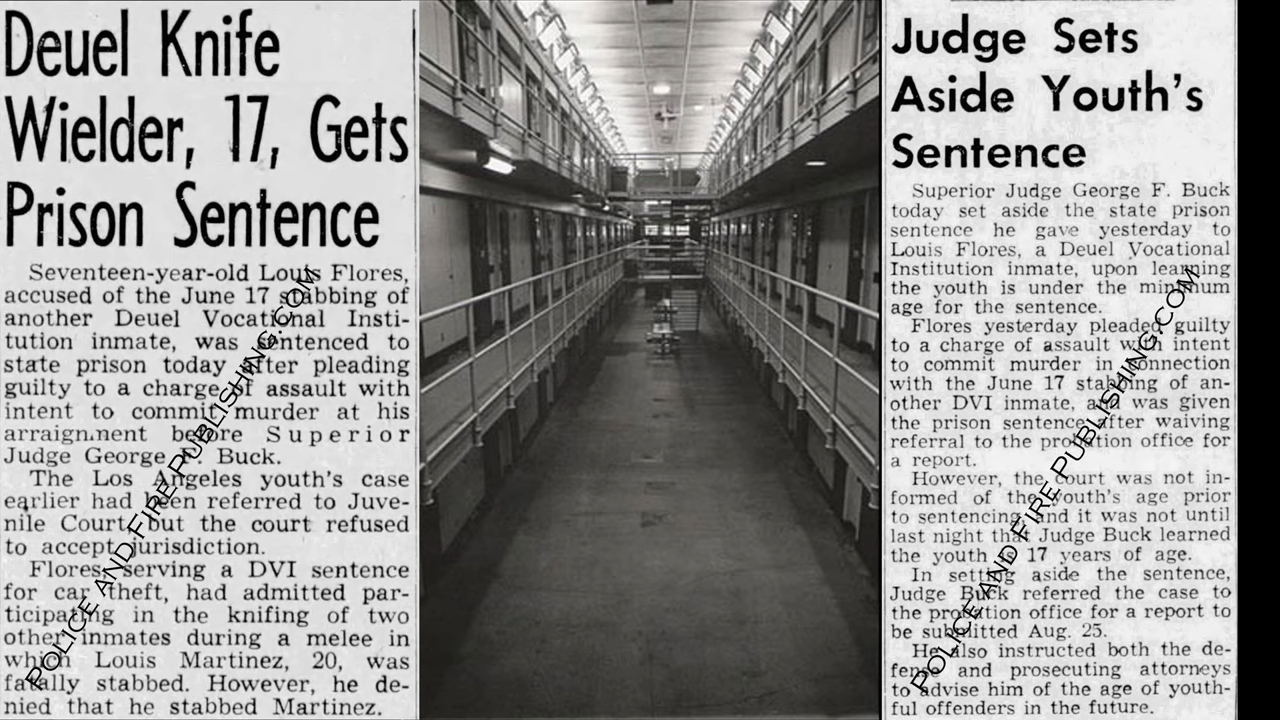 Deuel Knife
Wielder, 17, Gets
Prison Sentence
Seventeen-year-old Louis Flores,
accused of the June 17 stabbing of
another Deuel Vocational Insti-
tution inmate, was sentenced to
state prison today after pleading
guilty to a charge of assault with
intent to commit murder at his
arraignment before Superior
Judge George F. Buck.
The Los Angeles youth's case
earlier had been referred to Juve-
nile Court, but the court refused
to accept jurisdiction.
Flores, serving a DVI sentence
for car theft, had admitted par-
ticipating in the knifing of two
other inmates during a melee in
which Louis Martinez, 20, was
fatally stabbed. However, he de-
nied that he stabbed Martinez.
POLICE AND FIRE PUBLISHING.COM
Judge Sets
Aside Youth's
Sentence
Superior Judge George F. Buck
today set aside the state prison
sentence he gave yesterday to
Louis Flores, a Deuel Vocational
Institution inmate, upon learning
the youth is under the minimum
age for the sentence.
Flores yesterday pleaded guilty
to a charge of assault with intent
to commit murder in connection
with the June 17 stabbing of an-
other DVI inmate, and was given
the prison sentence after waiving
referral to the probation office for
a report.
However, the court was not in-
formed of the youth's age prior
to sentencing and it was not until
last night that Judge Buck learned
the youth is 17 years of age.
In setting aside the sentence,
Judge Buck referred the case to
the probation office for a report to
be submitted Aug. 25.
He also instructed both the de-
fense and prosecuting attorneys
to advise him of the age of youth-
ful offenders in the future.
POLICE AND FIRE PUBLISHING.COM